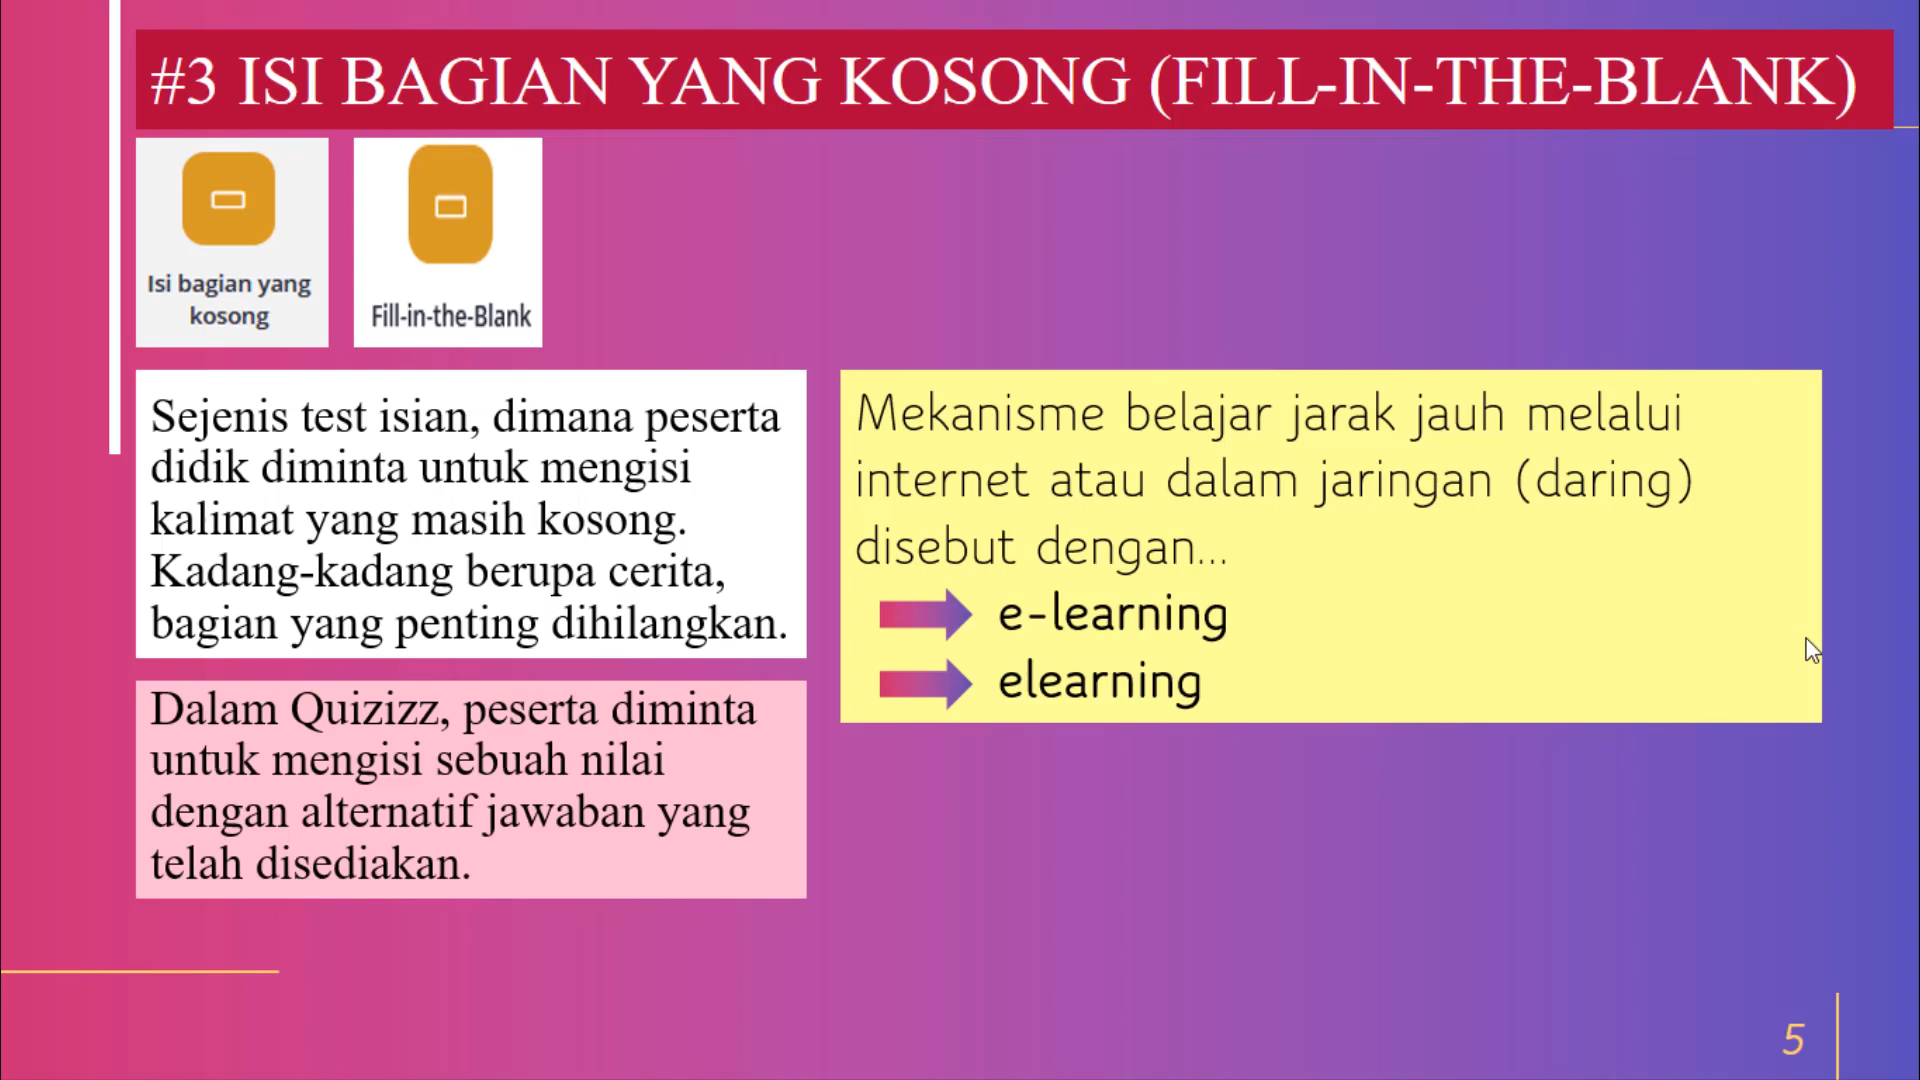 #3 ISI BAGIAN YANG KOSONG (FILL-IN-THE-BLANK)
Isi bagian yang
kosong
Fill-in-the-Blank
Sejenis test isian, dimana peserta
didik diminta untuk mengisi
kalimat yang masih kosong.
Kadang-kadang berupa cerita,
bagian yang penting dihilangkan.
Dalam Quizizz, peserta diminta
untuk mengisi sebuah nilai
dengan alternatif jawaban yang
telah disediakan.
Mekanisme belajar jarak jauh melalui
internet atau dalam jaringan (daring)
disebut dengan...
e-learning
elearning
5